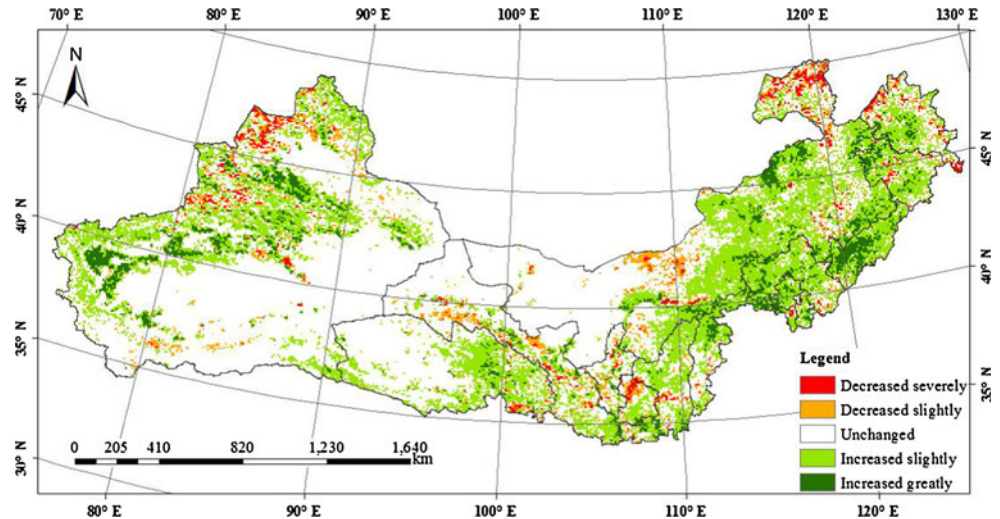 70° E 80° E 90° E 100° E 110° E 120° E 130° E
N
45° N
40° N
35° N
30° N
45° N
40° N
35° N
Legend
Decreased severely
Decreased slightly
Unchanged
Increased slightly
Increased greatly
0 205 410 820 1,230 1,640
km
80° E 90° E 100° E 110° E 120° E